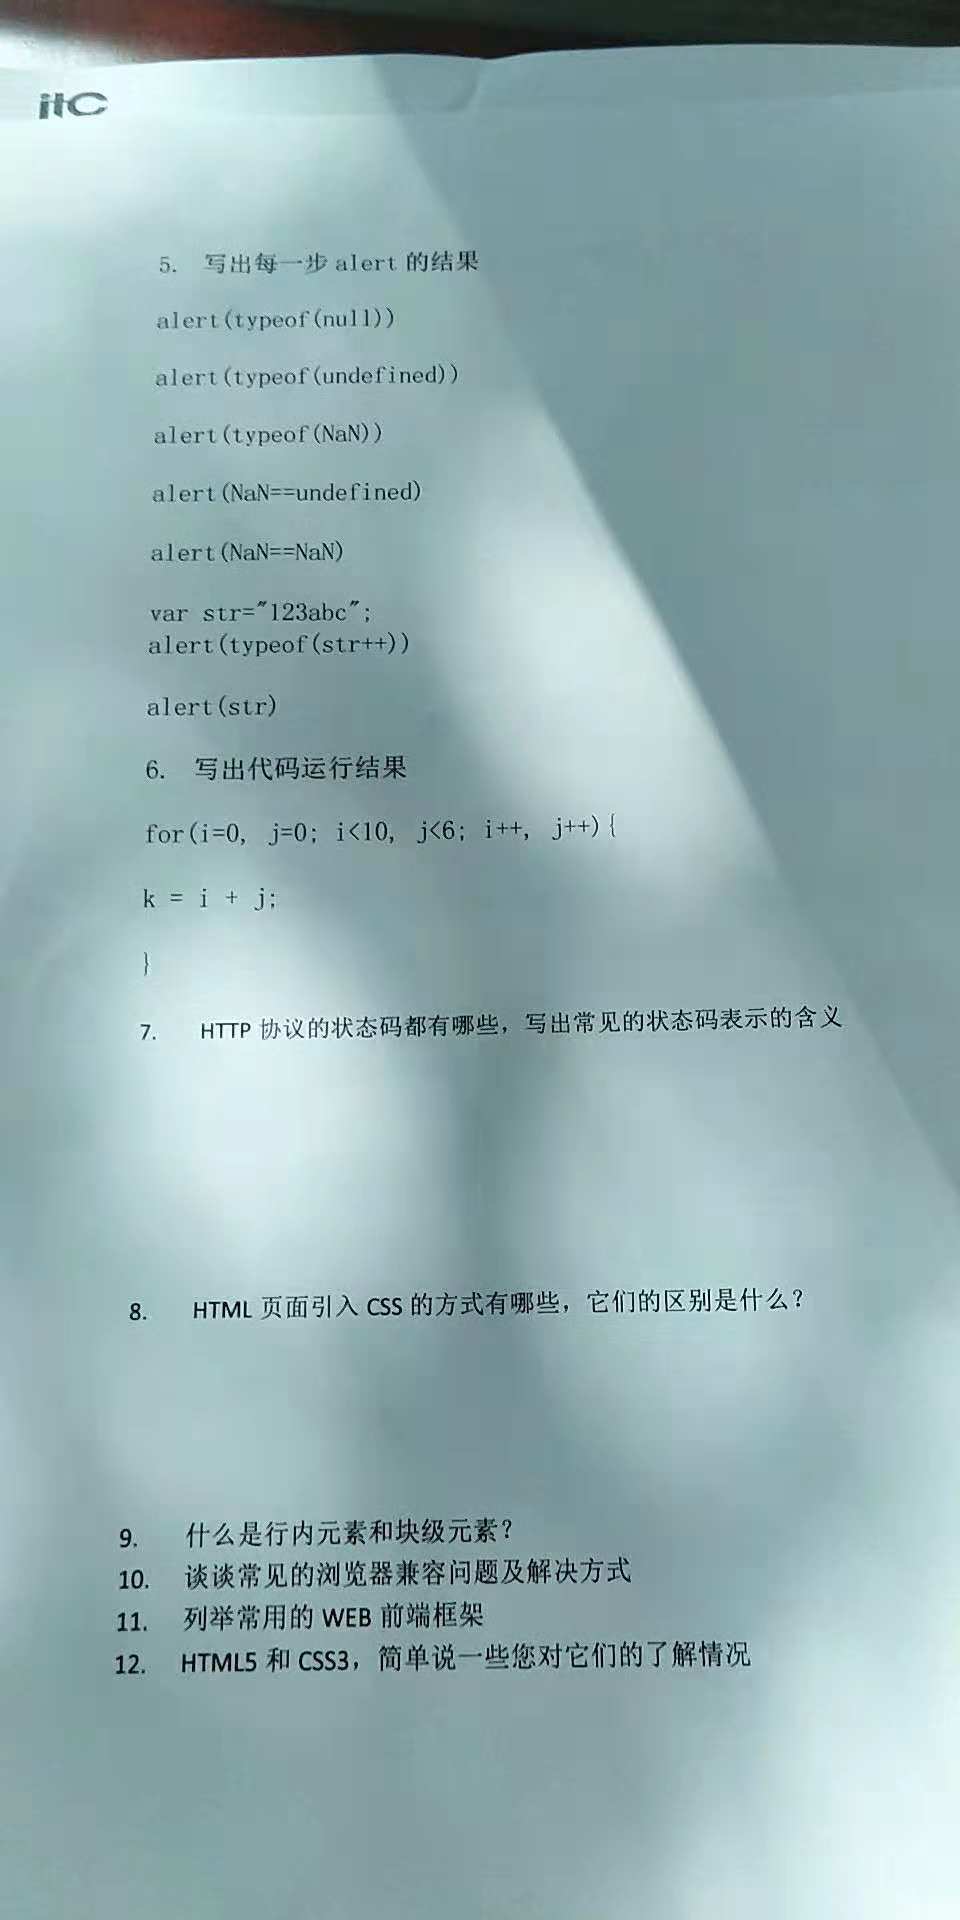 itC
5. 写出每一步 alert 的结果
alert(typeof(null))
alert(typeof(undefined))
alert(typeof(NaN))
alert(NaN==undefined)
alert(NaN==NaN)
var str="123abc";
alert(typeof(str++))
alert(str)
6. 写出代码运行结果
for(i=0, j=0; i<10, j<6; i++, j++){
k = i + j;
}
7. HTTP 协议的状态码都有哪些，写出常见的状态码表示的含义
8. HTML 页面引入 CSS 的方式有哪些，它们的区别是什么？
9. 什么是行内元素和块级元素？
10. 谈谈常见的浏览器兼容问题及解决方式
11. 列举常用的 WEB 前端框架
12. HTML5 和 CSS3，简单说一些您对它们的了解情况